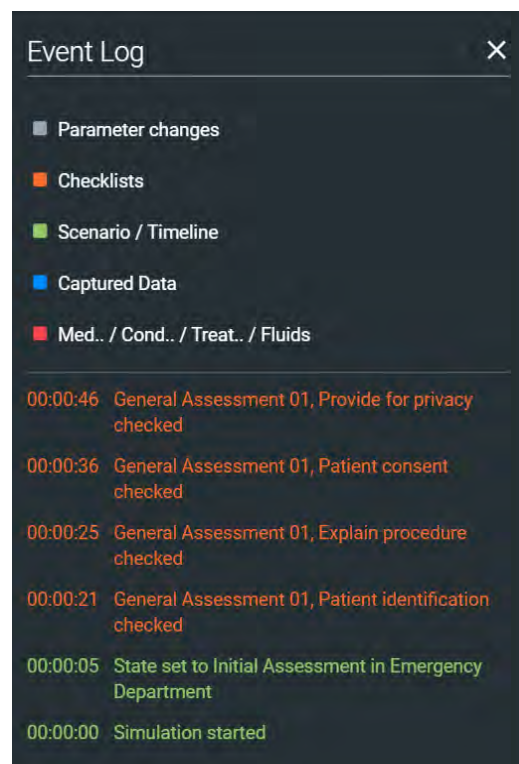 Event Log
Parameter changes
Checklists
Scenario / Timeline
Captured Data
Med.. / Cond.. / Treat.. / Fluids
00:00:46 General Assessment 01, Provide for privacy
checked
00:00:36 General Assessment 01, Patient consent
checked
00:00:25 General Assessment 01, Explain procedure
checked
00:00:21 General Assessment 01, Patient identification
checked
00:00:05 State set to Initial Assessment in Emergency
Department
00:00:00 Simulation started